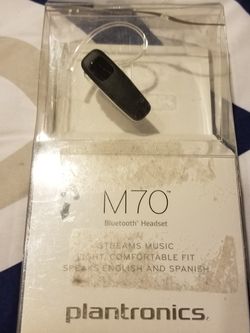 M70™
Bluetooth® Headset
STREAMS MUSIC
LIGHT, COMFORTABLE FIT
SPEAKS ENGLISH AND SPANISH
plantronics.